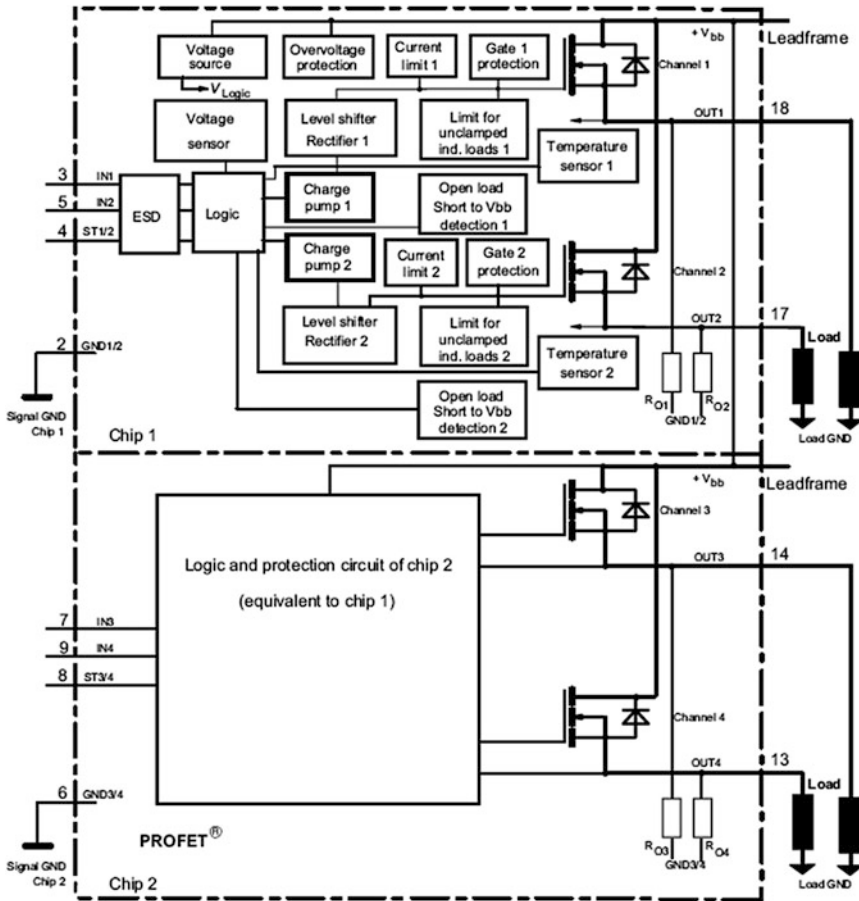 + Vbb
Leadframe
Voltage
source
Overvoltage
protection
Current
limit 1
Gate 1
protection
Channel 1
VLogic
Voltage
sensor
Level shifter
Rectifier 1
Limit for
unclamped
ind. loads 1
OUT1
18
Temperature
sensor 1
3
IN1
5
IN2
4
ST1/2
ESD
Logic
Charge
pump 1
Open load
Short to Vbb
detection 1
Charge
pump 2
Current
limit 2
Gate 2
protection
Channel 2
Level shifter
Rectifier 2
Limit for
unclamped
ind. loads 2
OUT2
17
Temperature
sensor 2
Load
2
GND1/2
Signal GND
Chip 1
Open load
Short to Vbb
detection 2
RO1
RO2
GND1/2
Load GND
Chip 1
+ Vbb
Leadframe
Channel 3
Logic and protection circuit of chip 2
(equivalent to chip 1)
OUT3
14
7
IN3
9
IN4
8
ST3/4
Channel 4
OUT4
13
6
GND3/4
Load
Signal GND
Chip 2
PROFET®
RO3
RO4
GND3/4
Load GND
Chip 2